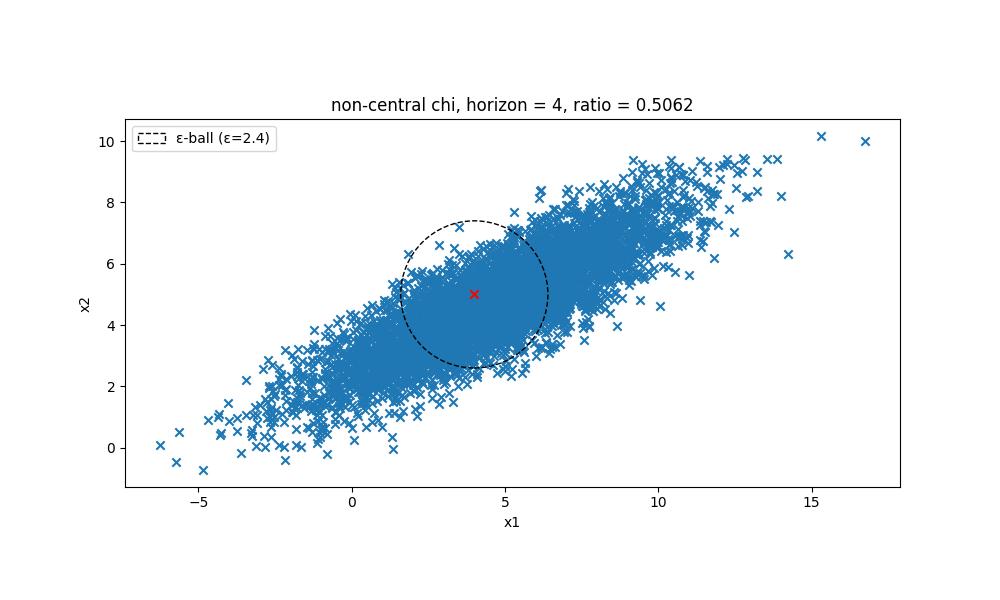 non-central chi, horizon = 4, ratio = 0.5062
ε-ball (ε=2.4)
10
8
6
4
2
0
x2
−5
0
5
10
15
x1